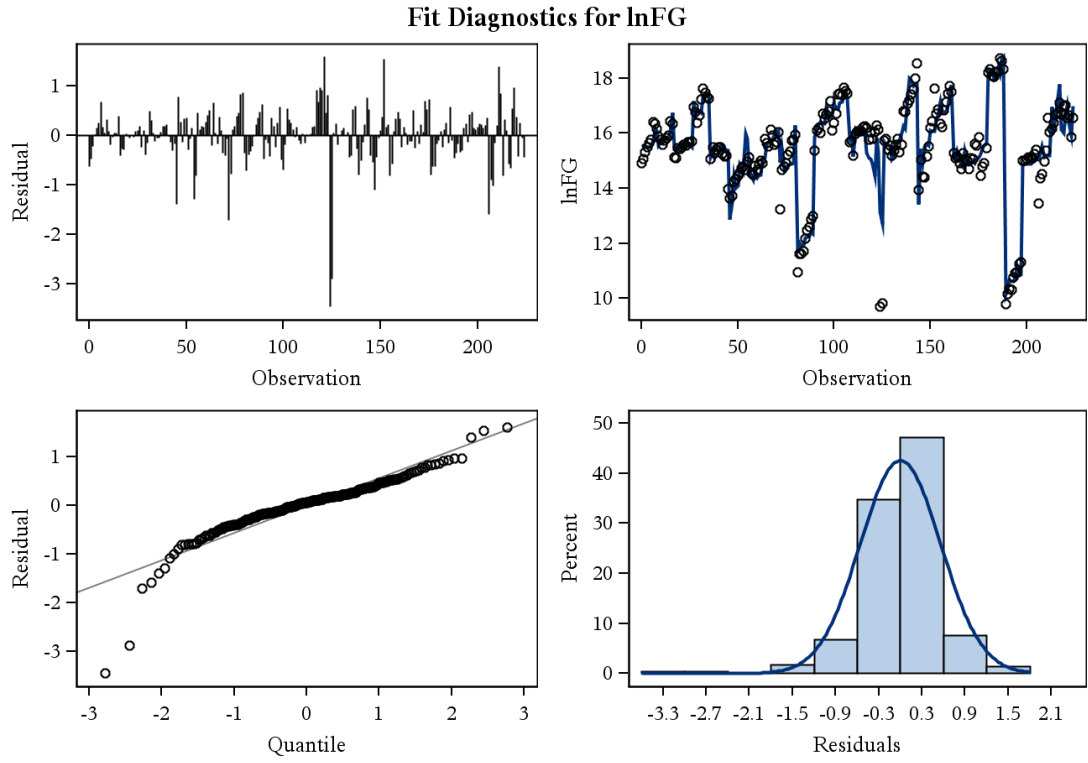 Fit Diagnostics for lnFG
1
0
-1
-2
-3
Residual
0 50 100 150 200
Observation
18
16
14
12
10
lnFG
0 50 100 150 200
Observation
1
0
-1
-2
-3
Residual
-3 -2 -1 0 1 2 3
Quantile
50
40
30
20
10
0
Percent
-3.3 -2.7 -2.1 -1.5 -0.9 -0.3 0.3 0.9 1.5 2.1
Residuals